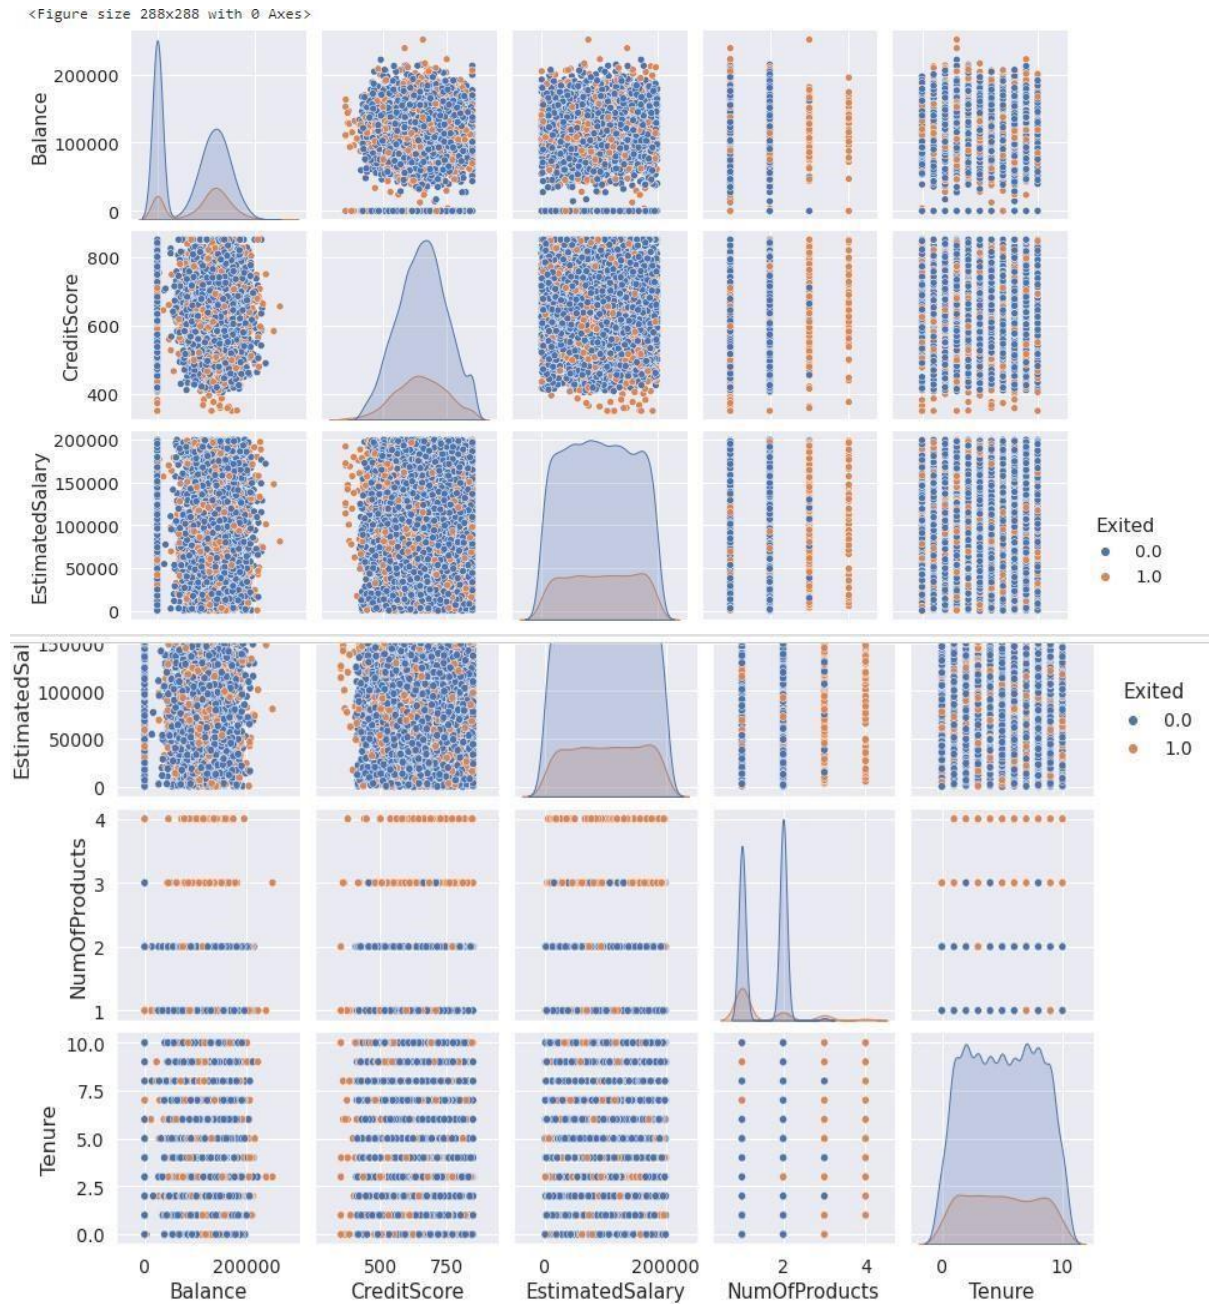 <Figure size 288x288 with 0 Axes>
Balance
200000
100000
0
CreditScore
800
600
400
EstimatedSalary
200000
150000
100000
50000
0
Exited
0.0
1.0
EstimatedSal
150000
100000
50000
0
Exited
0.0
1.0
NumOfProducts
4
3
2
1
Tenure
10.0
7.5
5.0
2.5
0.0
0 200000 500 750 0 200000 2 4 0 10
Balance CreditScore EstimatedSalary NumOfProducts Tenure